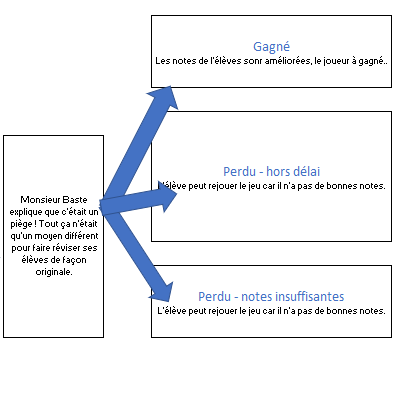 Gagné
Les notes de l'élèves sonr améliorées, le joueur à gagné..
Perdu - hors délai
L'élève peut rejouer le jeu car il n'a pas de bonnes notes.
Monsieur Baste
explique que c'était un
piège ! Tout ça n'était
qu'un moyen différent
pour faire réviser ses
élèves de façon
originale.
Perdu - notes insuffisantes
L'élève peut rejouer le jeu car il n'a pas de bonnes notes.